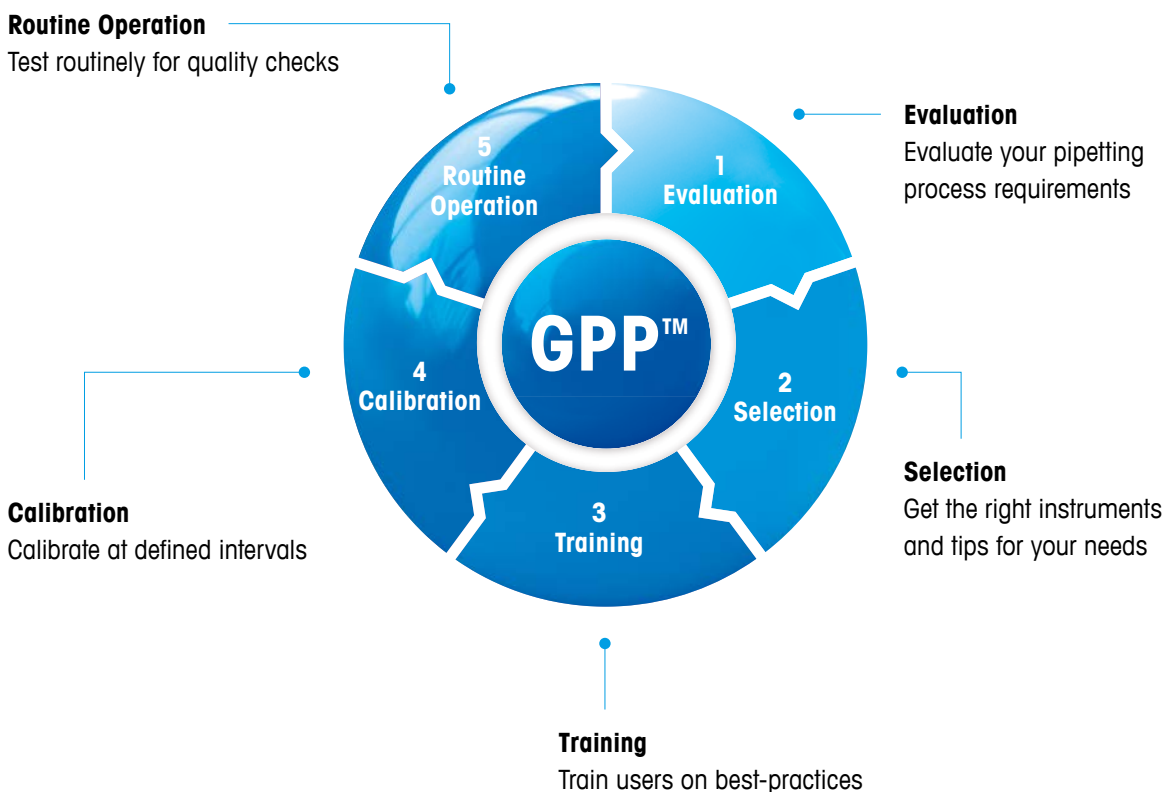 Routine Operation
Test routinely for quality checks
Evaluation
Evaluate your pipetting
process requirements
5
Routine
Operation
1
Evaluation
GPP™
4
Calibration
2
Selection
3
Training
Selection
Get the right instruments
and tips for your needs
Calibration
Calibrate at defined intervals
Training
Train users on best-practices